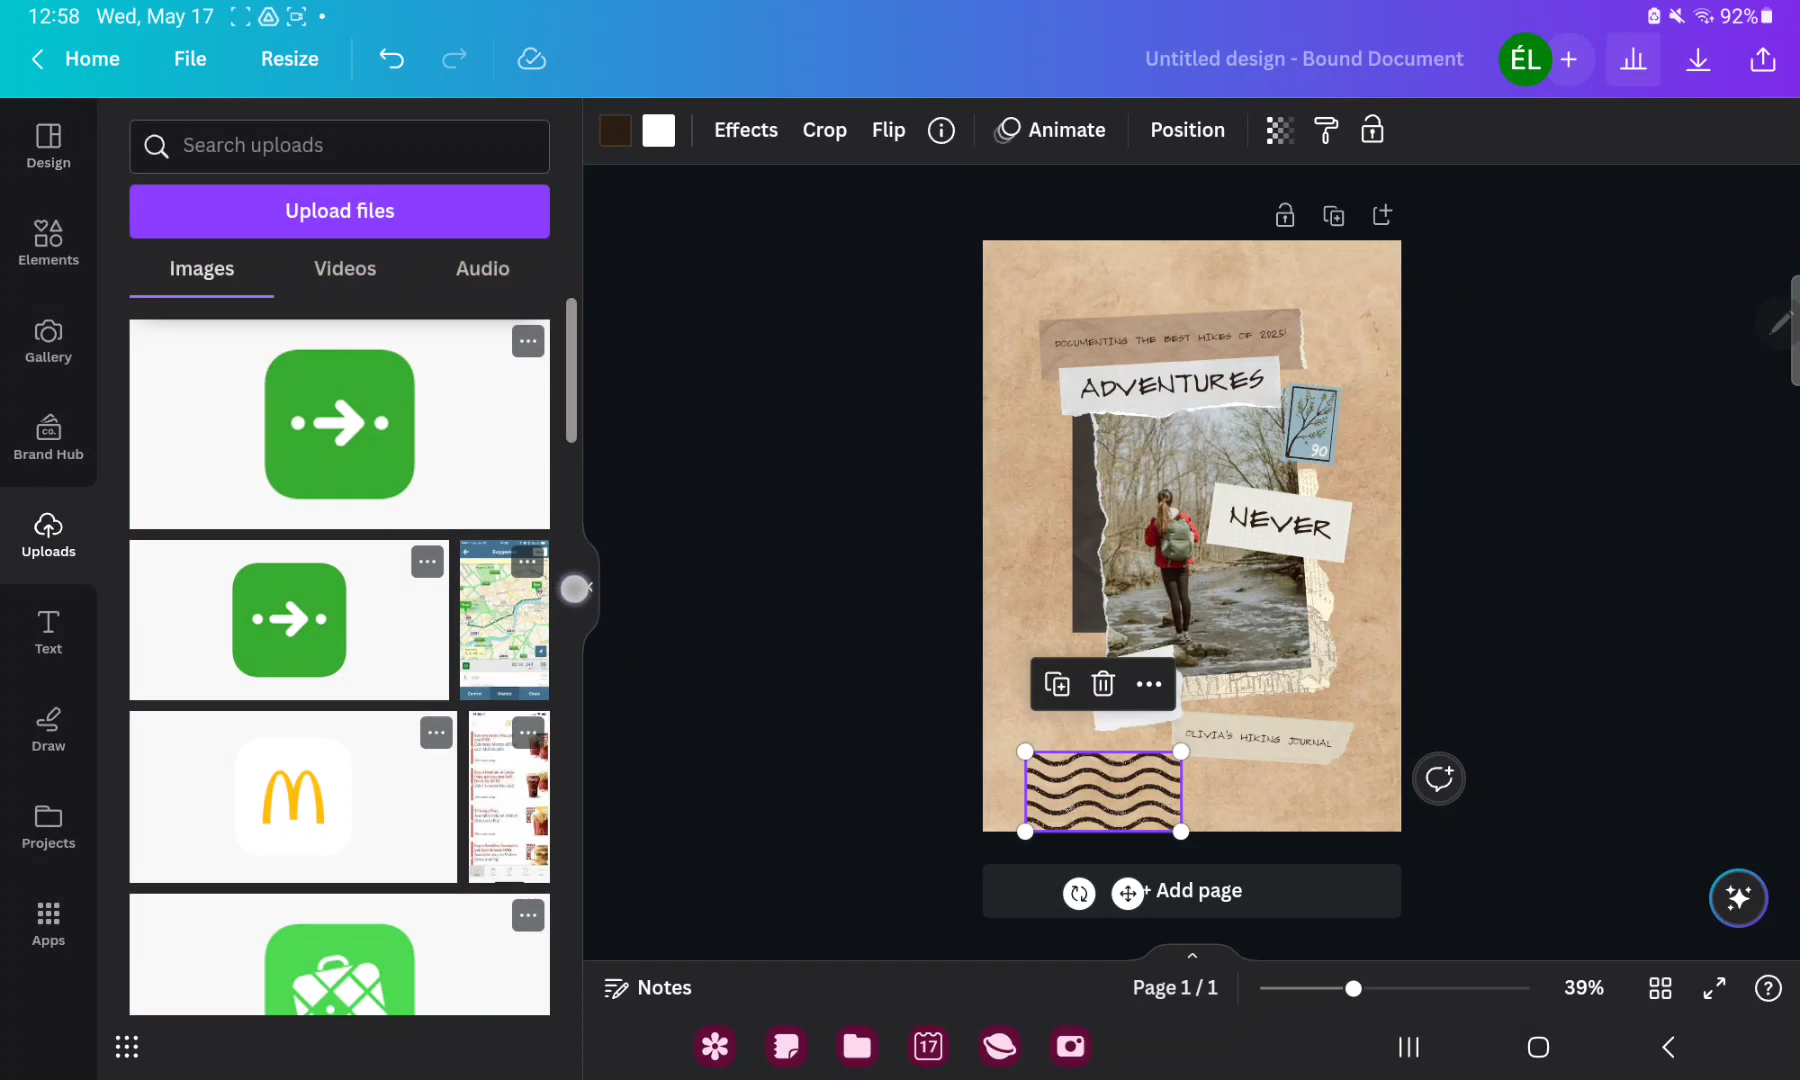 12:58 Wed, May 17
92%
Home File Resize
Untitled design - Bound Document
ÉL
Search uploads
Upload files
Images Videos Audio
Design
Elements
Gallery
CO.
Brand Hub
Uploads
Text
Draw
Projects
Apps
Effects Crop Flip Animate Position
DOCUMENTING THE BEST HIKES OF 2025!
ADVENTURES
90
NEVER
OLIVIA'S HIKING JOURNAL
+ Add page
Notes
Page 1 / 1
39%
17